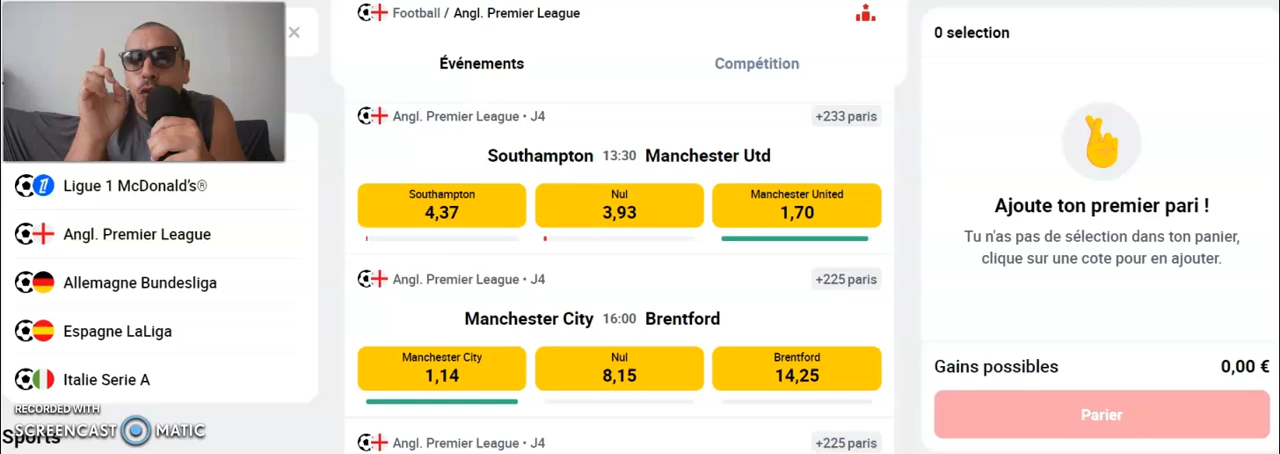 Ligue 1 McDonald's®
Angl. Premier League
Allemagne Bundesliga
Espagne LaLiga
Italie Serie A
RECORDED WITH
SCREENCAST MATIC
Sports
Football / Angl. Premier League
Événements
Compétition
Angl. Premier League • J4
+233 paris
Southampton 13:30 Manchester Utd
Southampton
4,37
Nul
3,93
Manchester United
1,70
Angl. Premier League • J4
+225 paris
Manchester City 16:00 Brentford
Manchester City
1,14
Nul
8,15
Brentford
14,25
Angl. Premier League • J4
+225 paris
0 selection
Ajoute ton premier pari !
Tu n'as pas de sélection dans ton panier,
clique sur une cote pour en ajouter.
Gains possibles
0,00 €
Parier